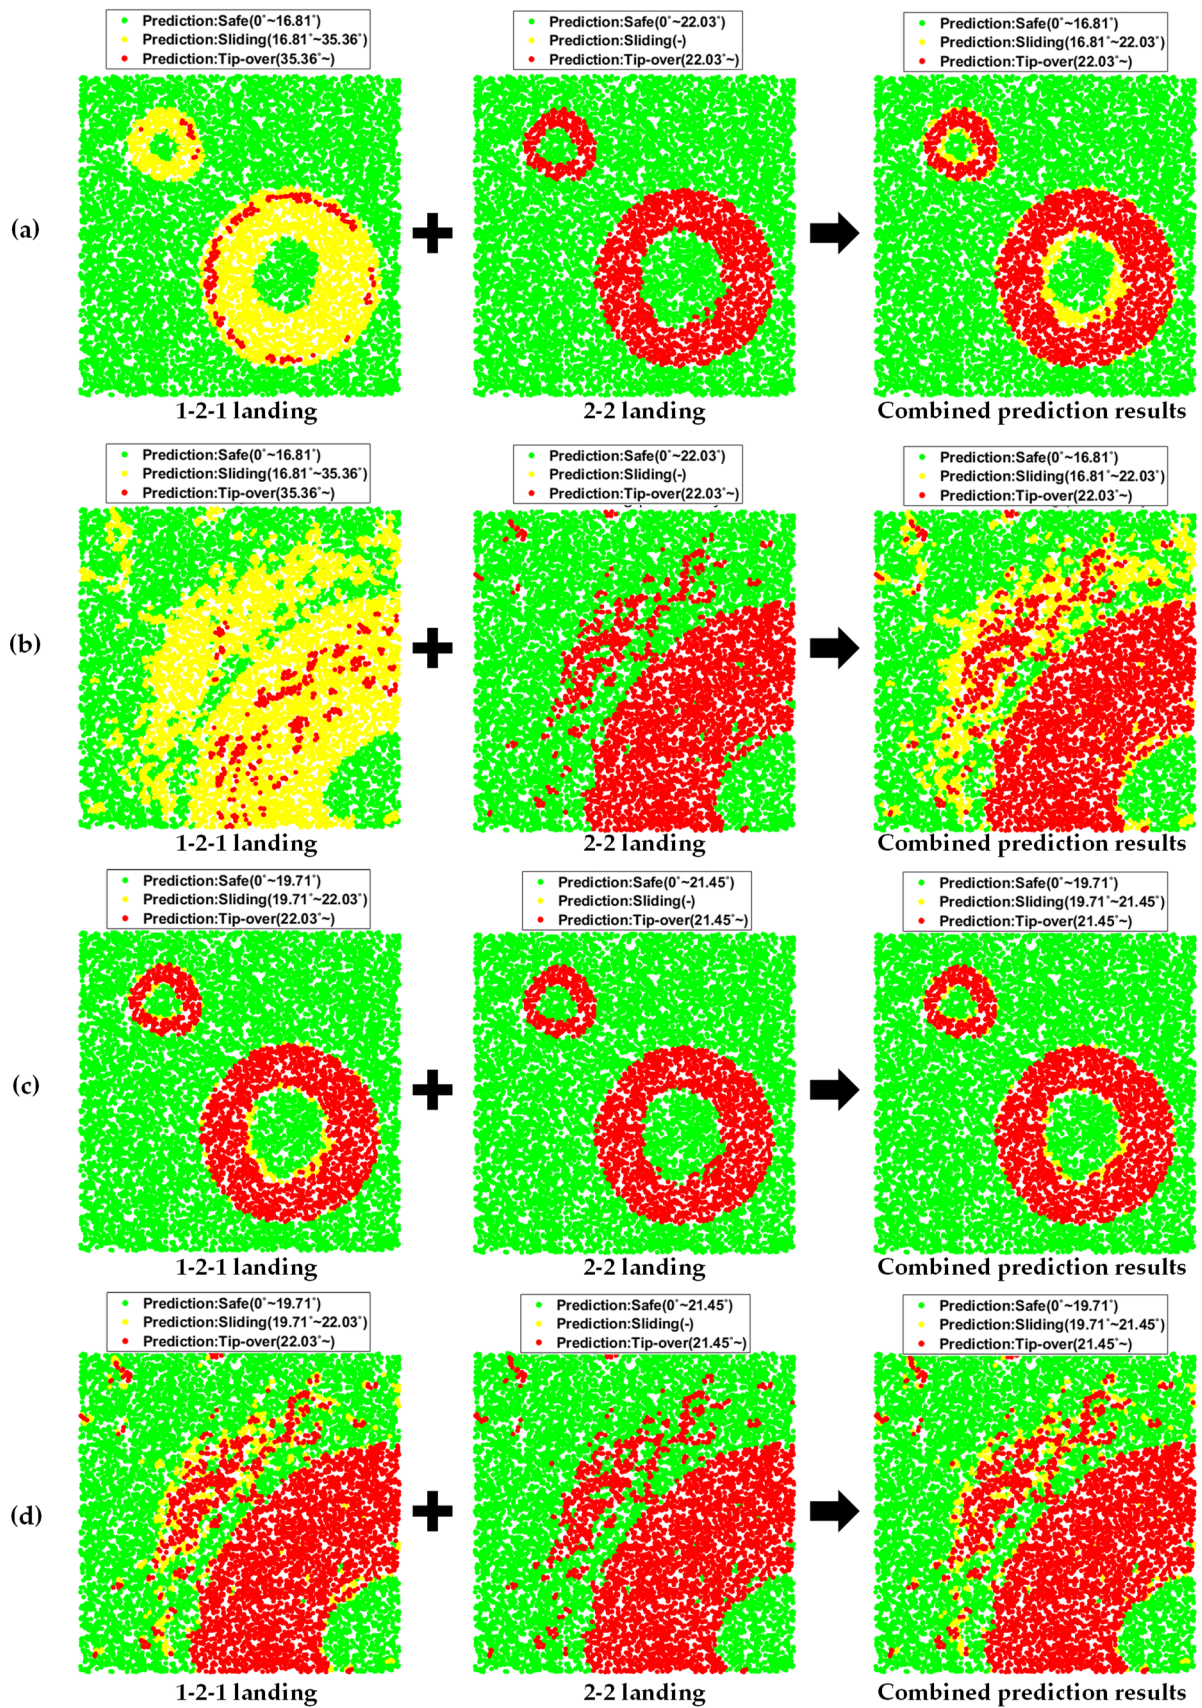 Prediction:Safe(0°~16.81°)
Prediction:Sliding(16.81°~35.36°)
Prediction:Tip-over(35.36°~)
Prediction:Safe(0°~22.03°)
Prediction:Sliding(-)
Prediction:Tip-over(22.03°~)
Prediction:Safe(0°~16.81°)
Prediction:Sliding(16.81°~22.03°)
Prediction:Tip-over(22.03°~)
(a)
1-2-1 landing
2-2 landing
Combined prediction results
Prediction:Safe(0°~16.81°)
Prediction:Sliding(16.81°~35.36°)
Prediction:Tip-over(35.36°~)
Prediction:Safe(0°~22.03°)
Prediction:Sliding(-)
Prediction:Tip-over(22.03°~)
Prediction:Safe(0°~16.81°)
Prediction:Sliding(16.81°~22.03°)
Prediction:Tip-over(22.03°~)
(b)
1-2-1 landing
2-2 landing
Combined prediction results
Prediction:Safe(0°~19.71°)
Prediction:Sliding(19.71°~22.03°)
Prediction:Tip-over(22.03°~)
Prediction:Safe(0°~21.45°)
Prediction:Sliding(-)
Prediction:Tip-over(21.45°~)
Prediction:Safe(0°~19.71°)
Prediction:Sliding(19.71°~21.45°)
Prediction:Tip-over(21.45°~)
(c)
1-2-1 landing
2-2 landing
Combined prediction results
Prediction:Safe(0°~19.71°)
Prediction:Sliding(19.71°~22.03°)
Prediction:Tip-over(22.03°~)
Prediction:Safe(0°~21.45°)
Prediction:Sliding(-)
Prediction:Tip-over(21.45°~)
Prediction:Safe(0°~19.71°)
Prediction:Sliding(19.71°~21.45°)
Prediction:Tip-over(21.45°~)
(d)
1-2-1 landing
2-2 landing
Combined prediction results